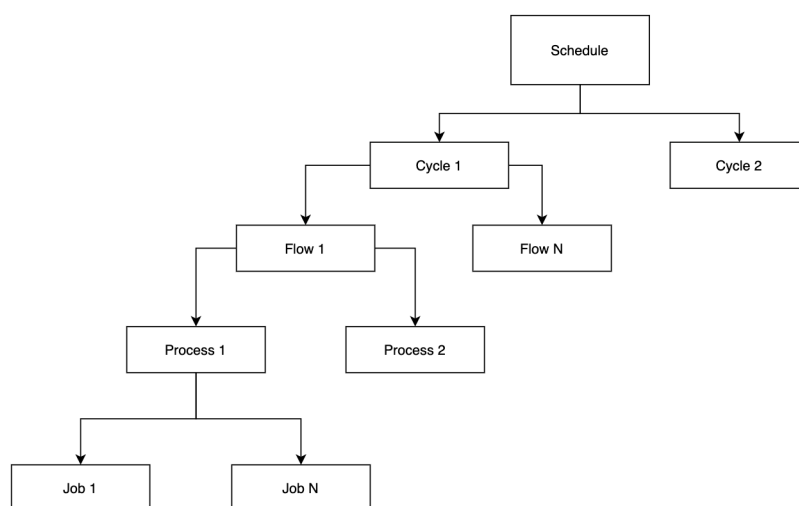 Schedule
Cycle 1
Cycle 2
Flow 1
Flow N
Process 1
Process 2
Job 1
Job N